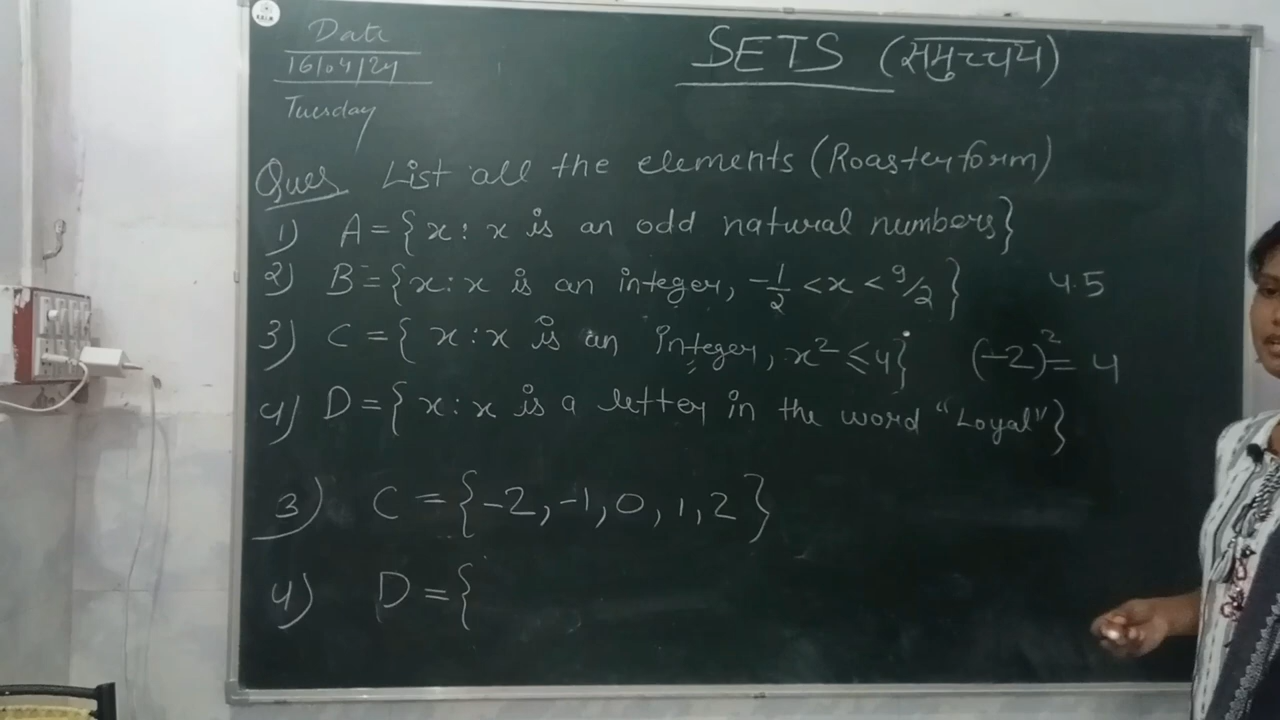 Date
16/04/24
Tuesday
SETS (समुच्चय)
Ques List all the elements (Roaster form)
1) A = {x : x is an odd natural numbers}
2) B = {x : x is an integer, -1/2 < x < 9/2} 4.5
3) C = {x : x is an integer, x² ≤ 4} (-2)² = 4
4) D = {x : x is a letter in the word "Loyal"}
3) C = {-2, -1, 0, 1, 2}
4) D = {